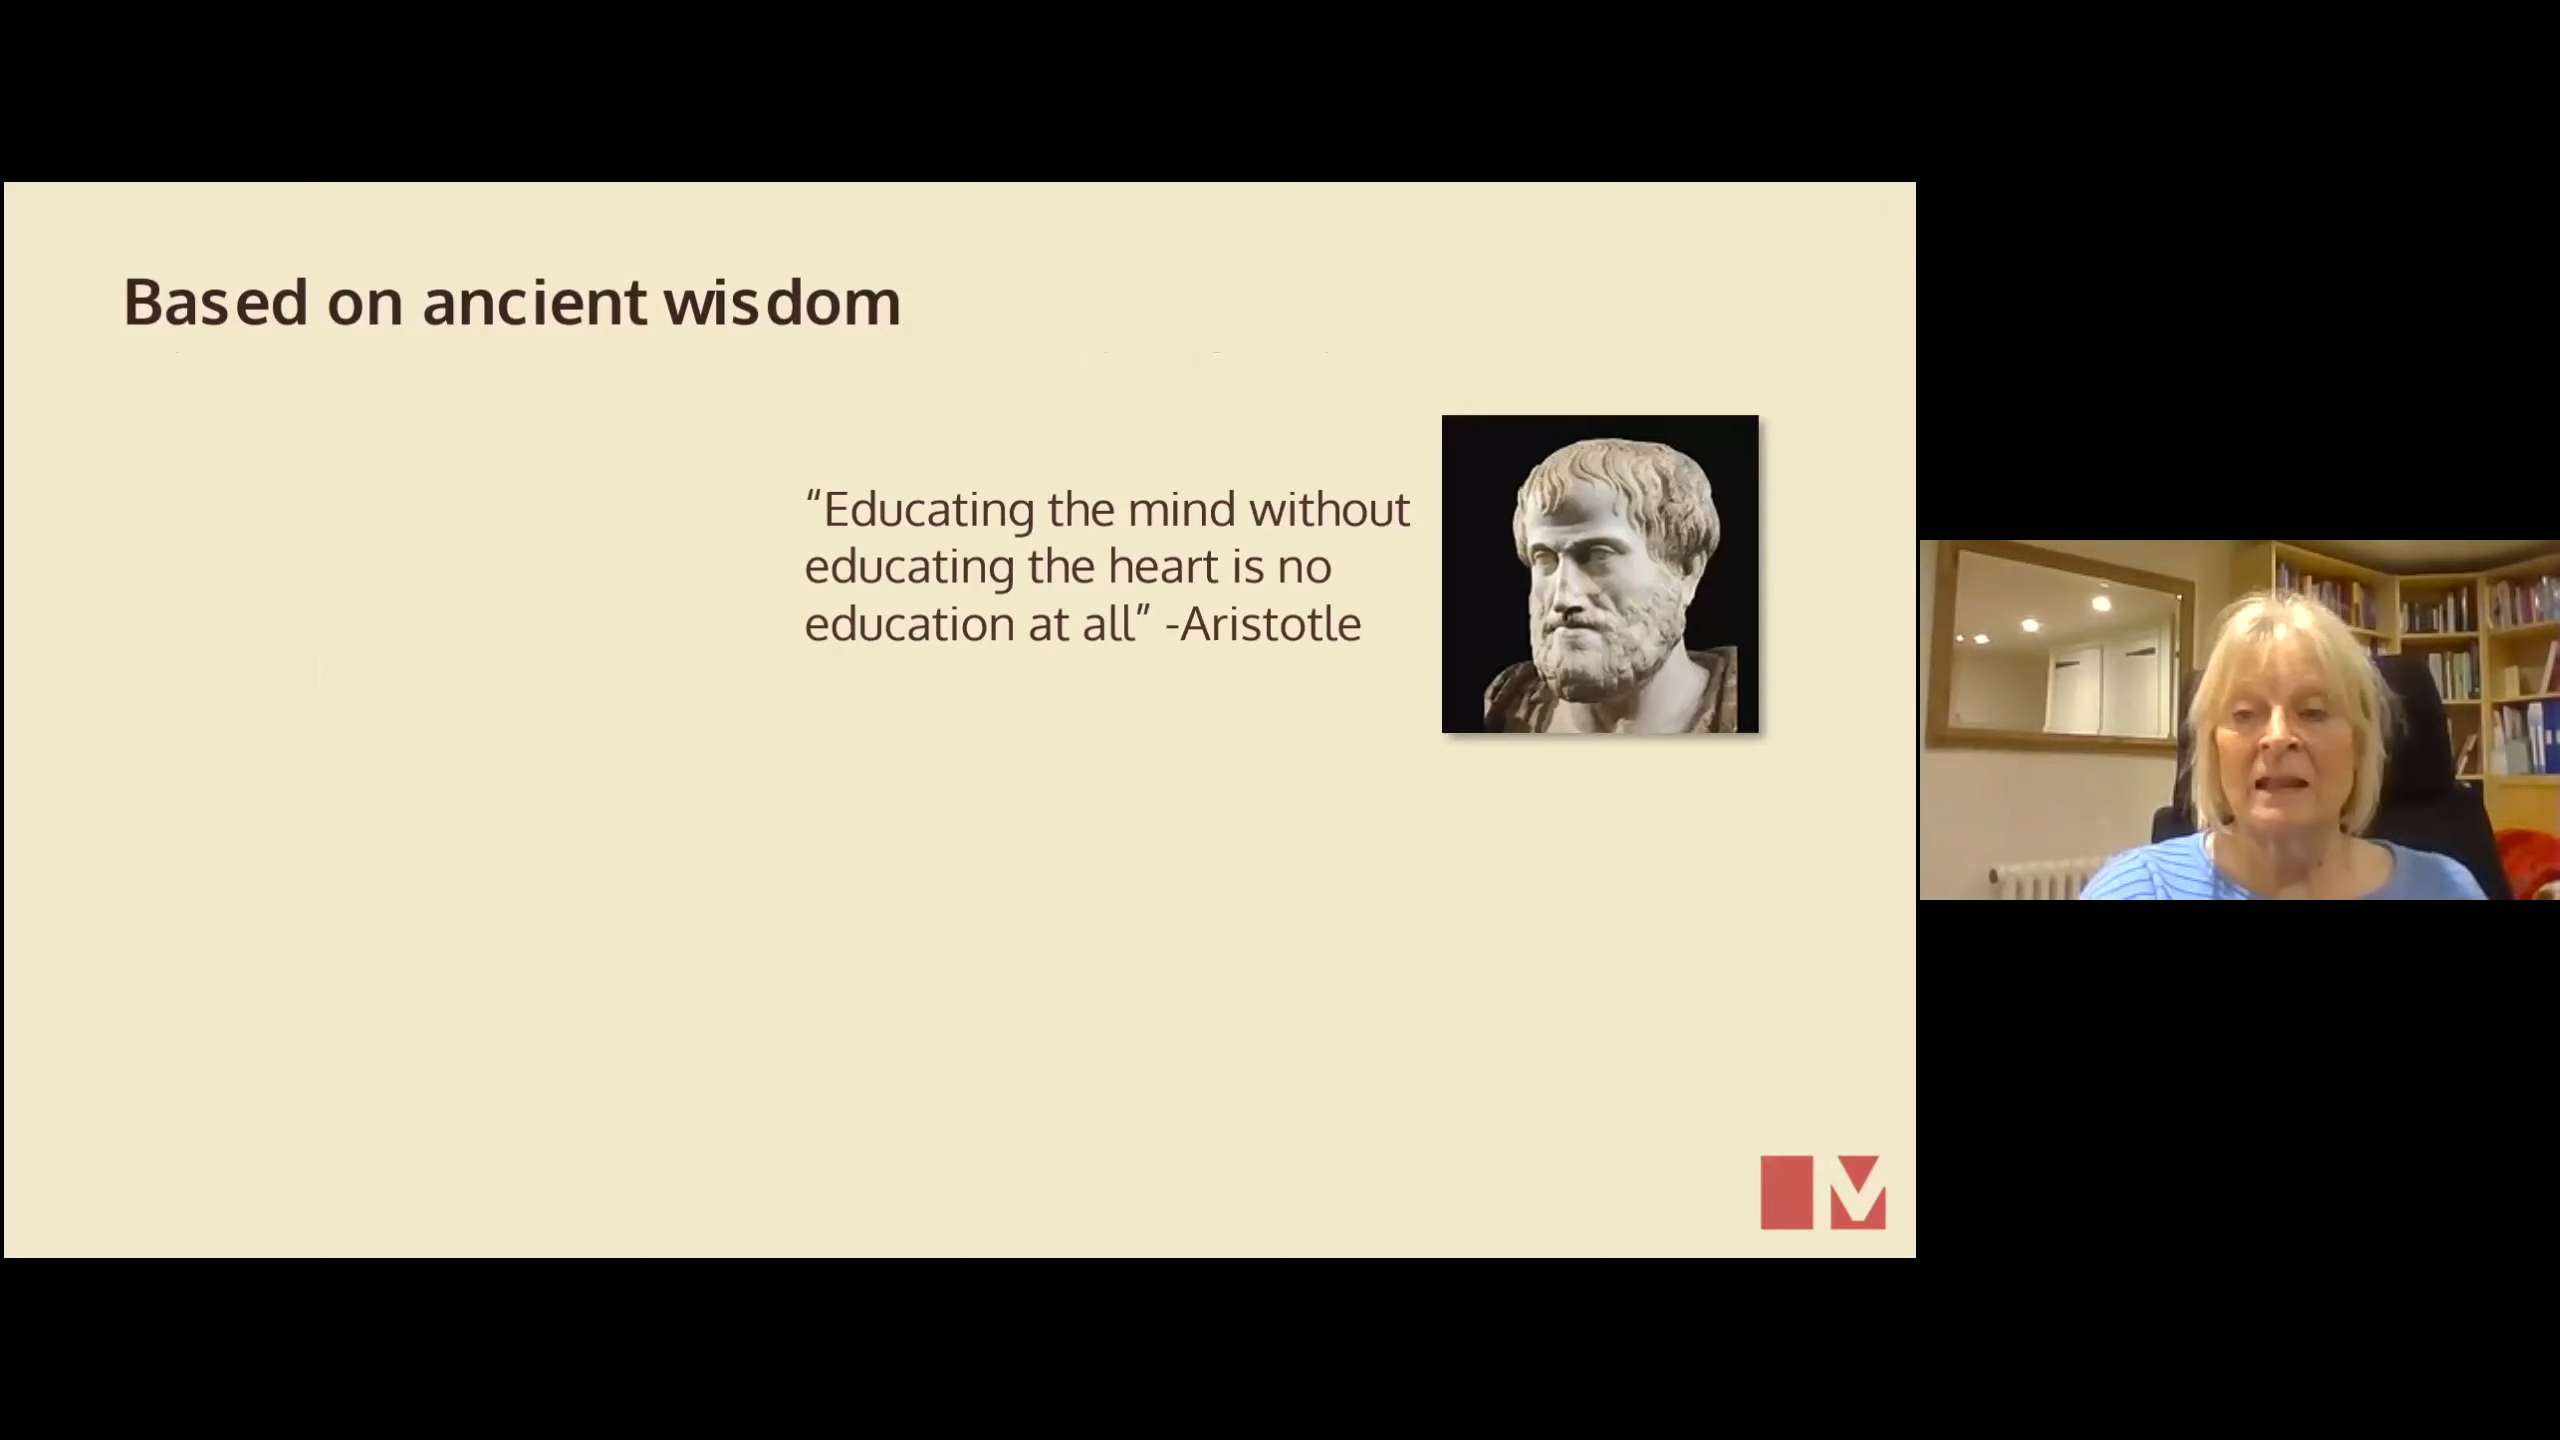 Based on ancient wisdom
“Educating the mind without
educating the heart is no
education at all” -Aristotle